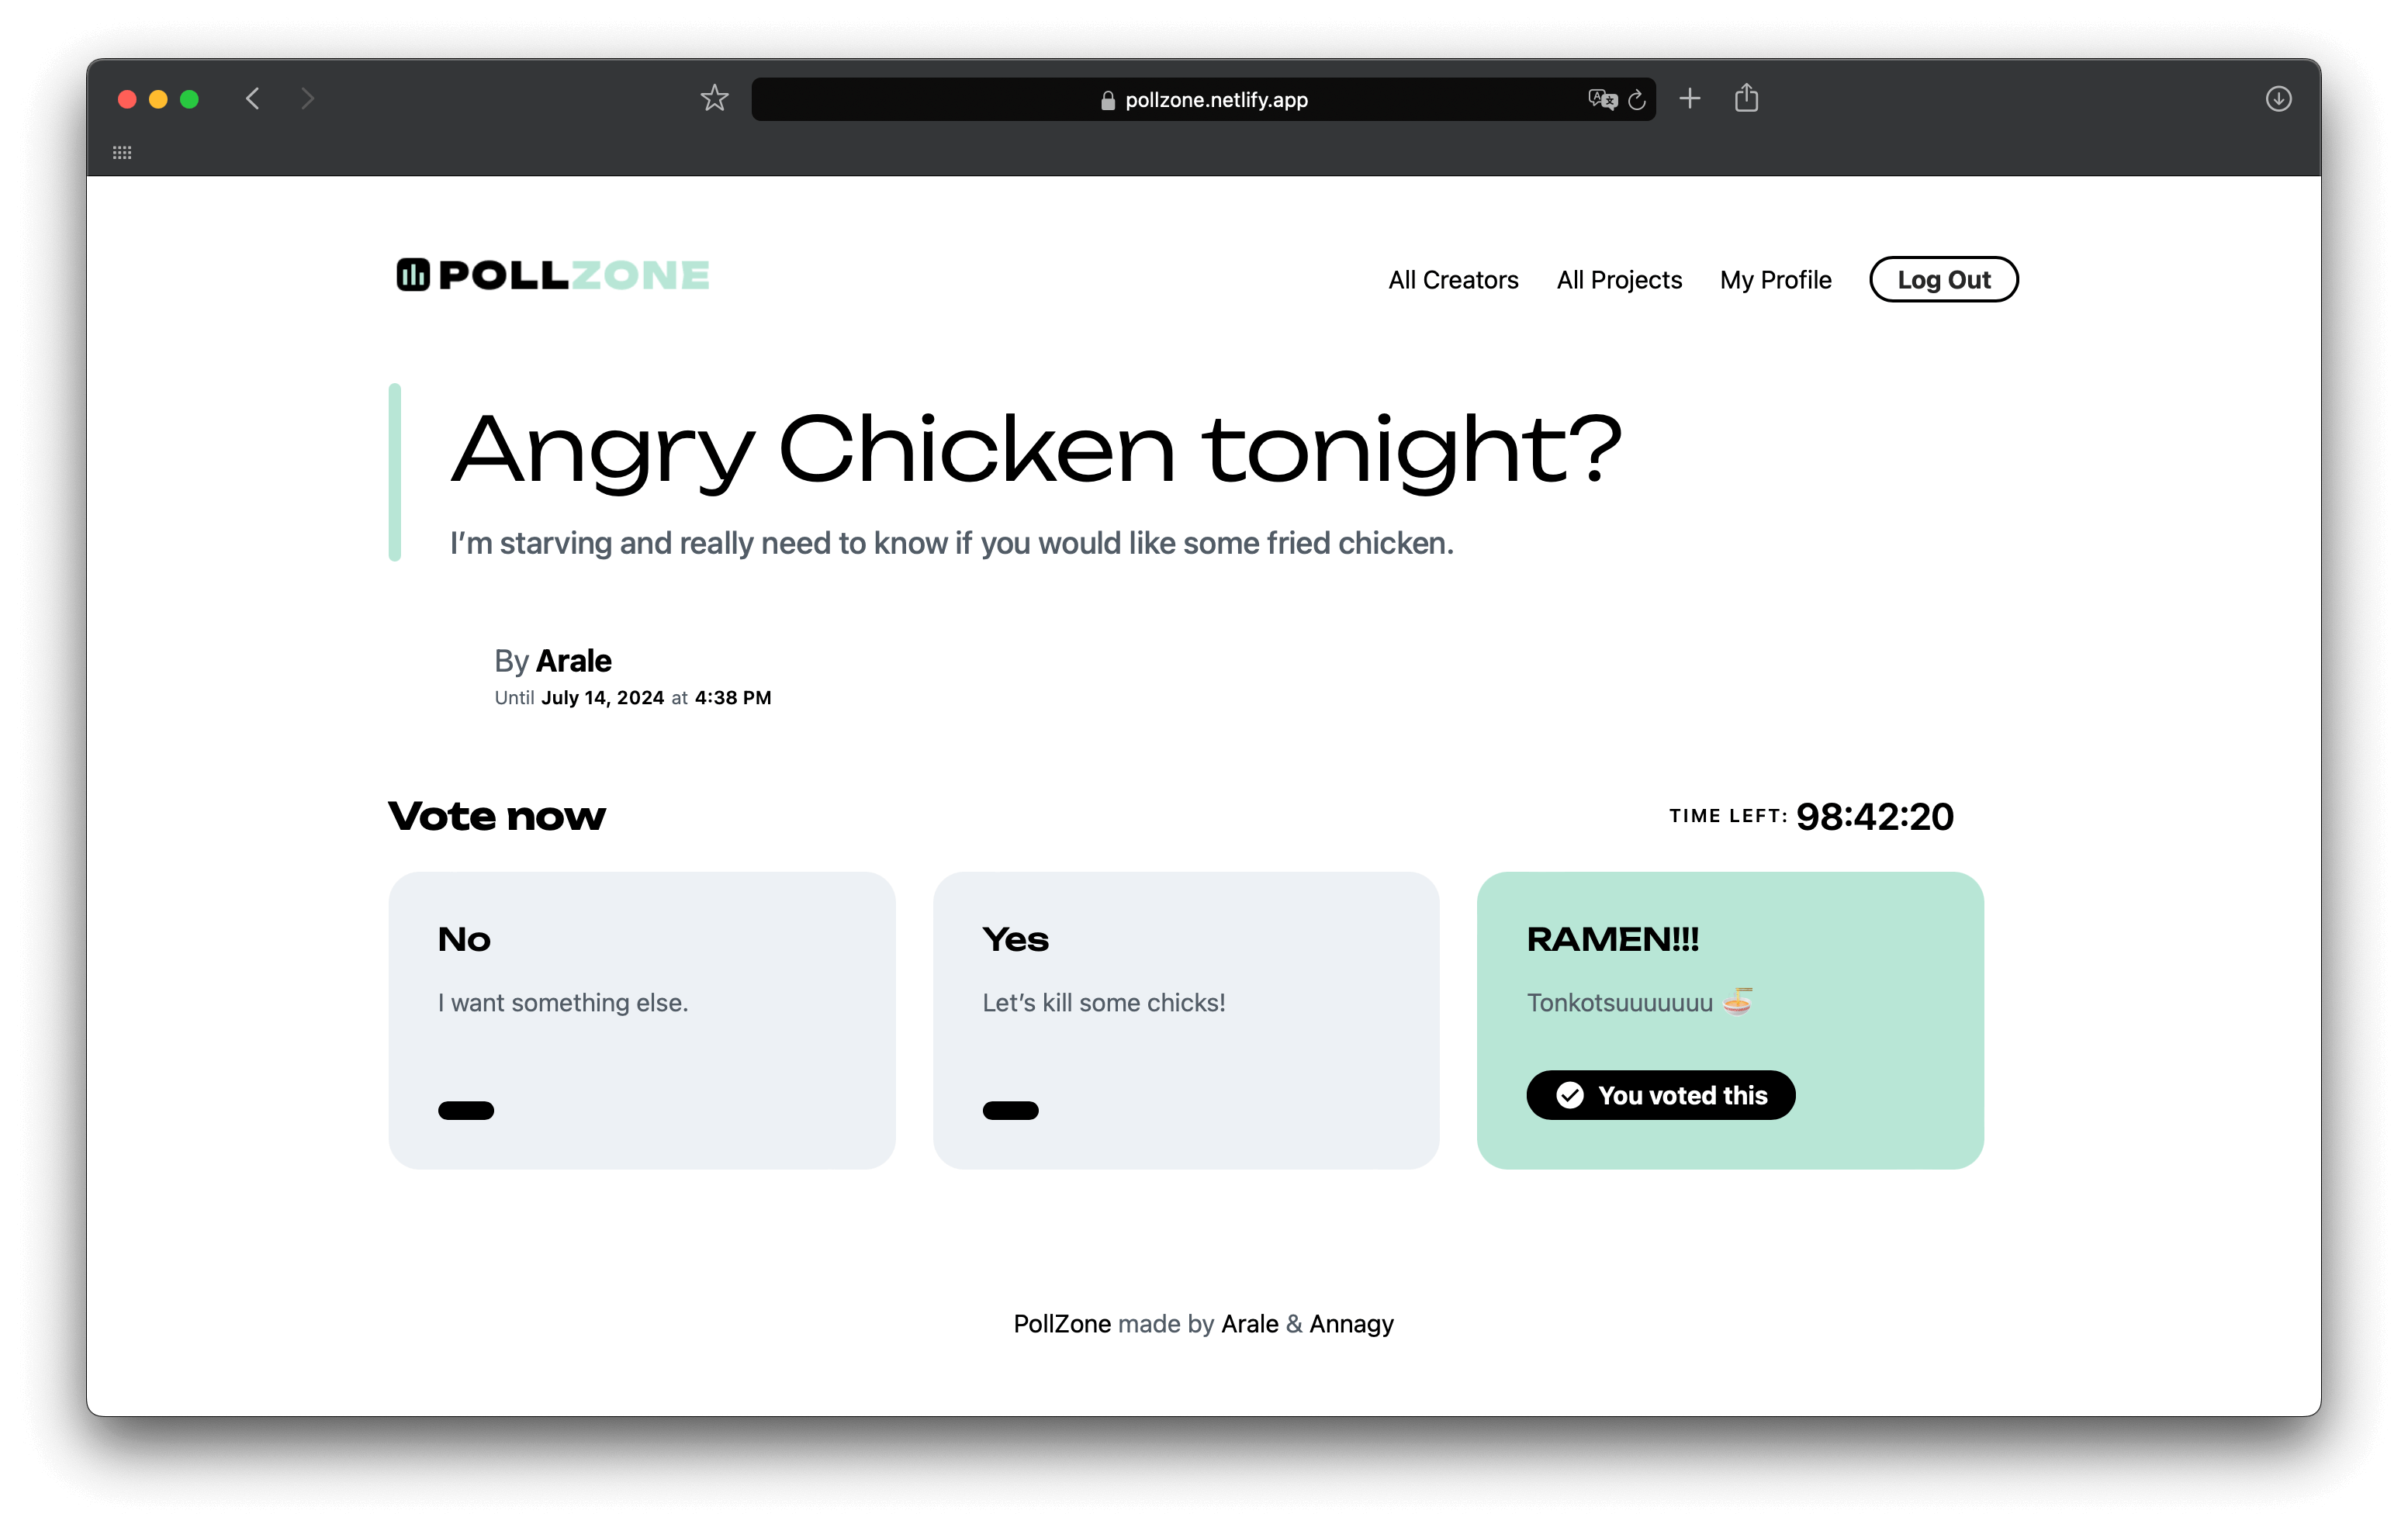 pollzone.netlify.app
POLLZONE
All Creators All Projects My Profile Log Out
Angry Chicken tonight?
I’m starving and really need to know if you would like some fried chicken.
By Arale
Until July 14, 2024 at 4:38 PM
Vote now
TIME LEFT: 98:42:20
No
I want something else.
Yes
Let’s kill some chicks!
RAMEN!!!
Tonkotsuuuuuuu 🍜
You voted this
PollZone made by Arale & Annagy